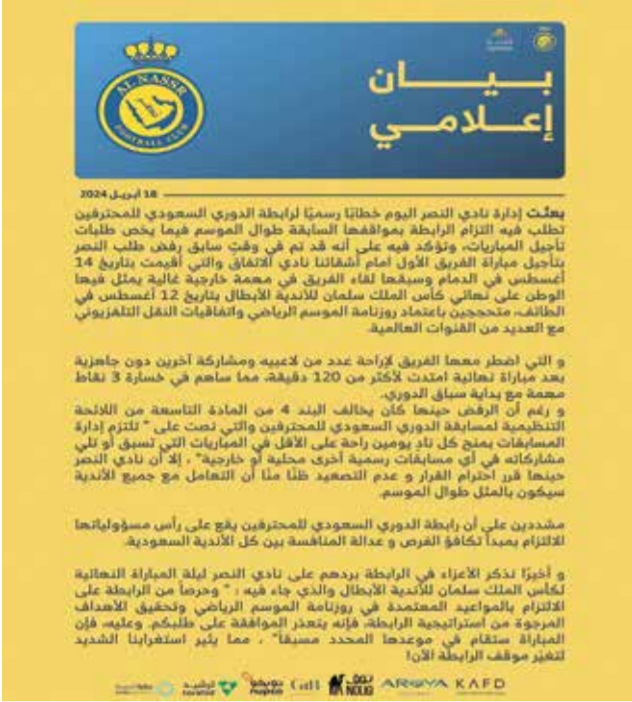 بـيـــان
إعـلامـي
AL NASSR
FOOTBALL CLUB
18 أبريل 2024
بعثت إدارة نادي النصر اليوم خطابًا رسميًا لرابطة الدوري السعودي للمحترفين
تطلب فيه التزام الرابطة بمواقفها السابقة طوال الموسم فيما يخص طلبات
تأجيل المباريات، وتؤكد فيه على أنه قد تم في وقتٍ سابق رفض طلب النصر
بتأجيل مباراة الفريق الأول امام أشقائنا نادي الاتفاق والتي أقيمت بتاريخ 14
أغسطس في الدمام وسبقها لقاء الفريق في مهمة خارجية غالية يمثل فيها
الوطن على نهائي كأس الملك سلمان للأندية الأبطال بتاريخ 12 أغسطس في
الطائف، متحججين باعتماد روزنامة الموسم الرياضي واتفاقيات النقل التلفزيوني
مع العديد من القنوات العالمية.
و التي اضطر معها الفريق لإراحة عدد من لاعبيه ومشاركة آخرين دون جاهزية
بعد مباراة نهائية امتدت لأكثر من 120 دقيقة، مما ساهم في خسارة 3 نقاط
مهمة مع بداية سباق الدوري.
و رغم أن الرفض حينها كان يخالف البند 4 من المادة التاسعة من اللائحة
التنظيمية لمسابقة الدوري السعودي للمحترفين والتي نصت على " تلتزم إدارة
المسابقات بمنح كل نادٍ يومين راحة على الأقل في المباريات التي تسبق أو تلي
مشاركاته في أي مسابقات رسمية أخرى محلية أو خارجية" ، إلا أن نادي النصر
حينها قرر احترام القرار و عدم التصعيد ظنًا منا أن التعامل مع جميع الأندية
سيكون بالمثل طوال الموسم.
مشددين على أن رابطة الدوري السعودي للمحترفين يقع على رأس مسؤولياتها
الالتزام بمبدأ تكافؤ الفرص و عدالة المنافسة بين كل الأندية السعودية.
و أخيرًا نذكر الأعزاء في الرابطة بردهم على نادي النصر ليلة المباراة النهائية
لكأس الملك سلمان للأندية الأبطال والذي جاء فيه : " وحرصاً من الرابطة على
الالتزام بالمواعيد المعتمدة في روزنامة الموسم الرياضي وتحقيق الأهداف
المرجوة من استراتيجية الرابطة، فإنه يتعذر الموافقة على طلبكم. وعليه، فإن
المباراة ستقام في موعدها المحدد مسبقاً" ، مما يثير استغرابنا الشديد
لتغيّر موقف الرابطة الآن!
نوق NOUG AROYA KAFD